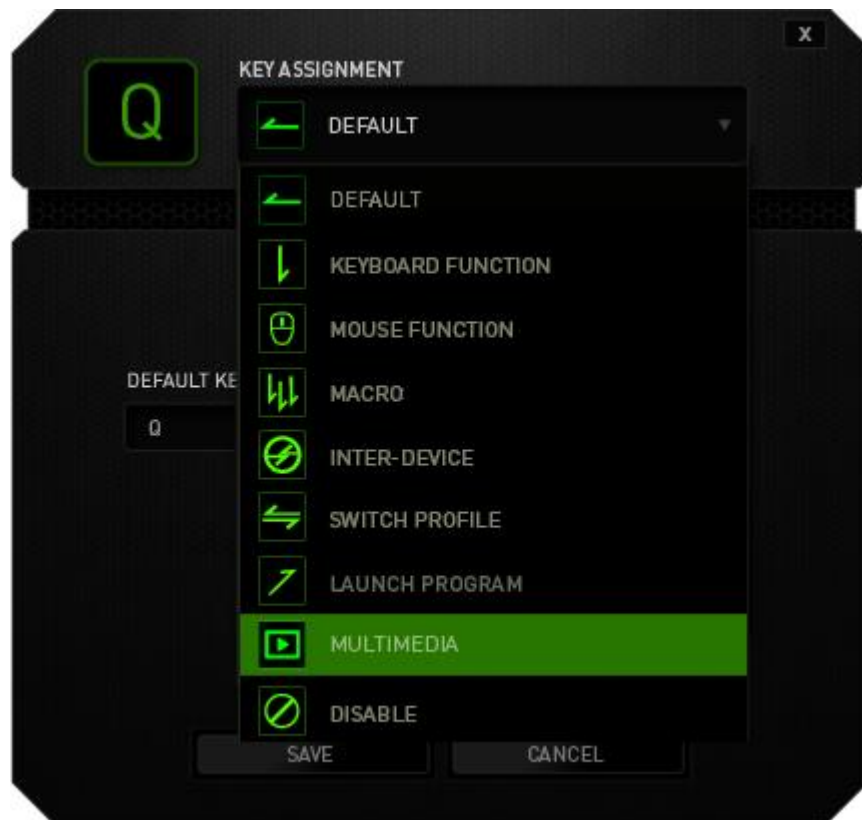 X
KEY ASSIGNMENT
Q
DEFAULT
DEFAULT
KEYBOARD FUNCTION
MOUSE FUNCTION
DEFAULT KE
MACRO
Q
INTER-DEVICE
SWITCH PROFILE
LAUNCH PROGRAM
MULTIMEDIA
DISABLE
SAVE CANCEL